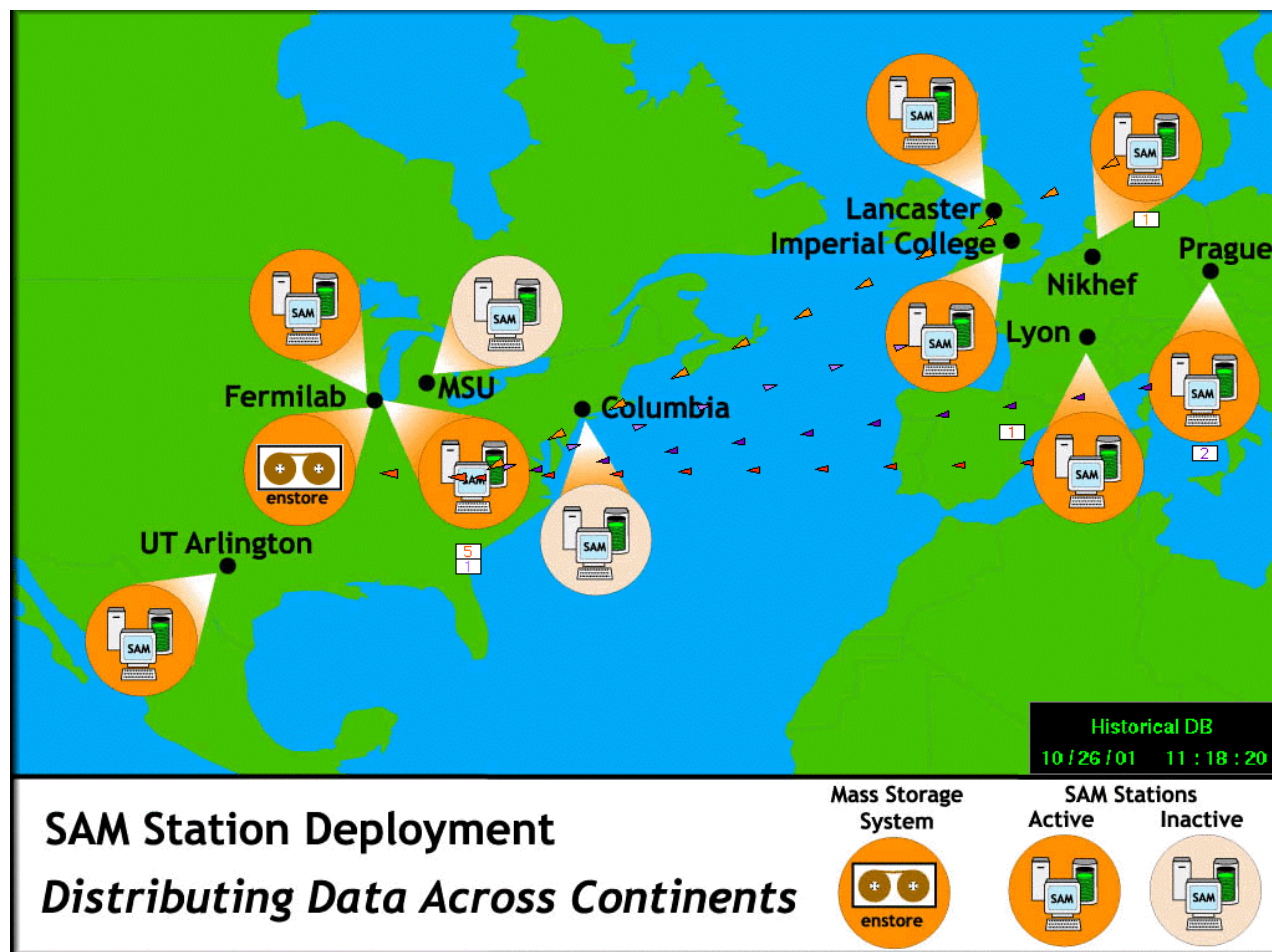 SAM
SAM
Lancaster
Imperial College
1
Prague
Nikhef
SAM
SAM
SAM
Lyon
Fermilab
MSU
Columbia
SAM
1
SAM
enstore
SAM
SAM
2
UT Arlington
5
1
SAM
SAM
Historical DB
10/26/01 11:18:20
SAM Station Deployment
Distributing Data Across Continents
Mass Storage
System
enstore
SAM Stations
Active
Inactive
SAM
SAM